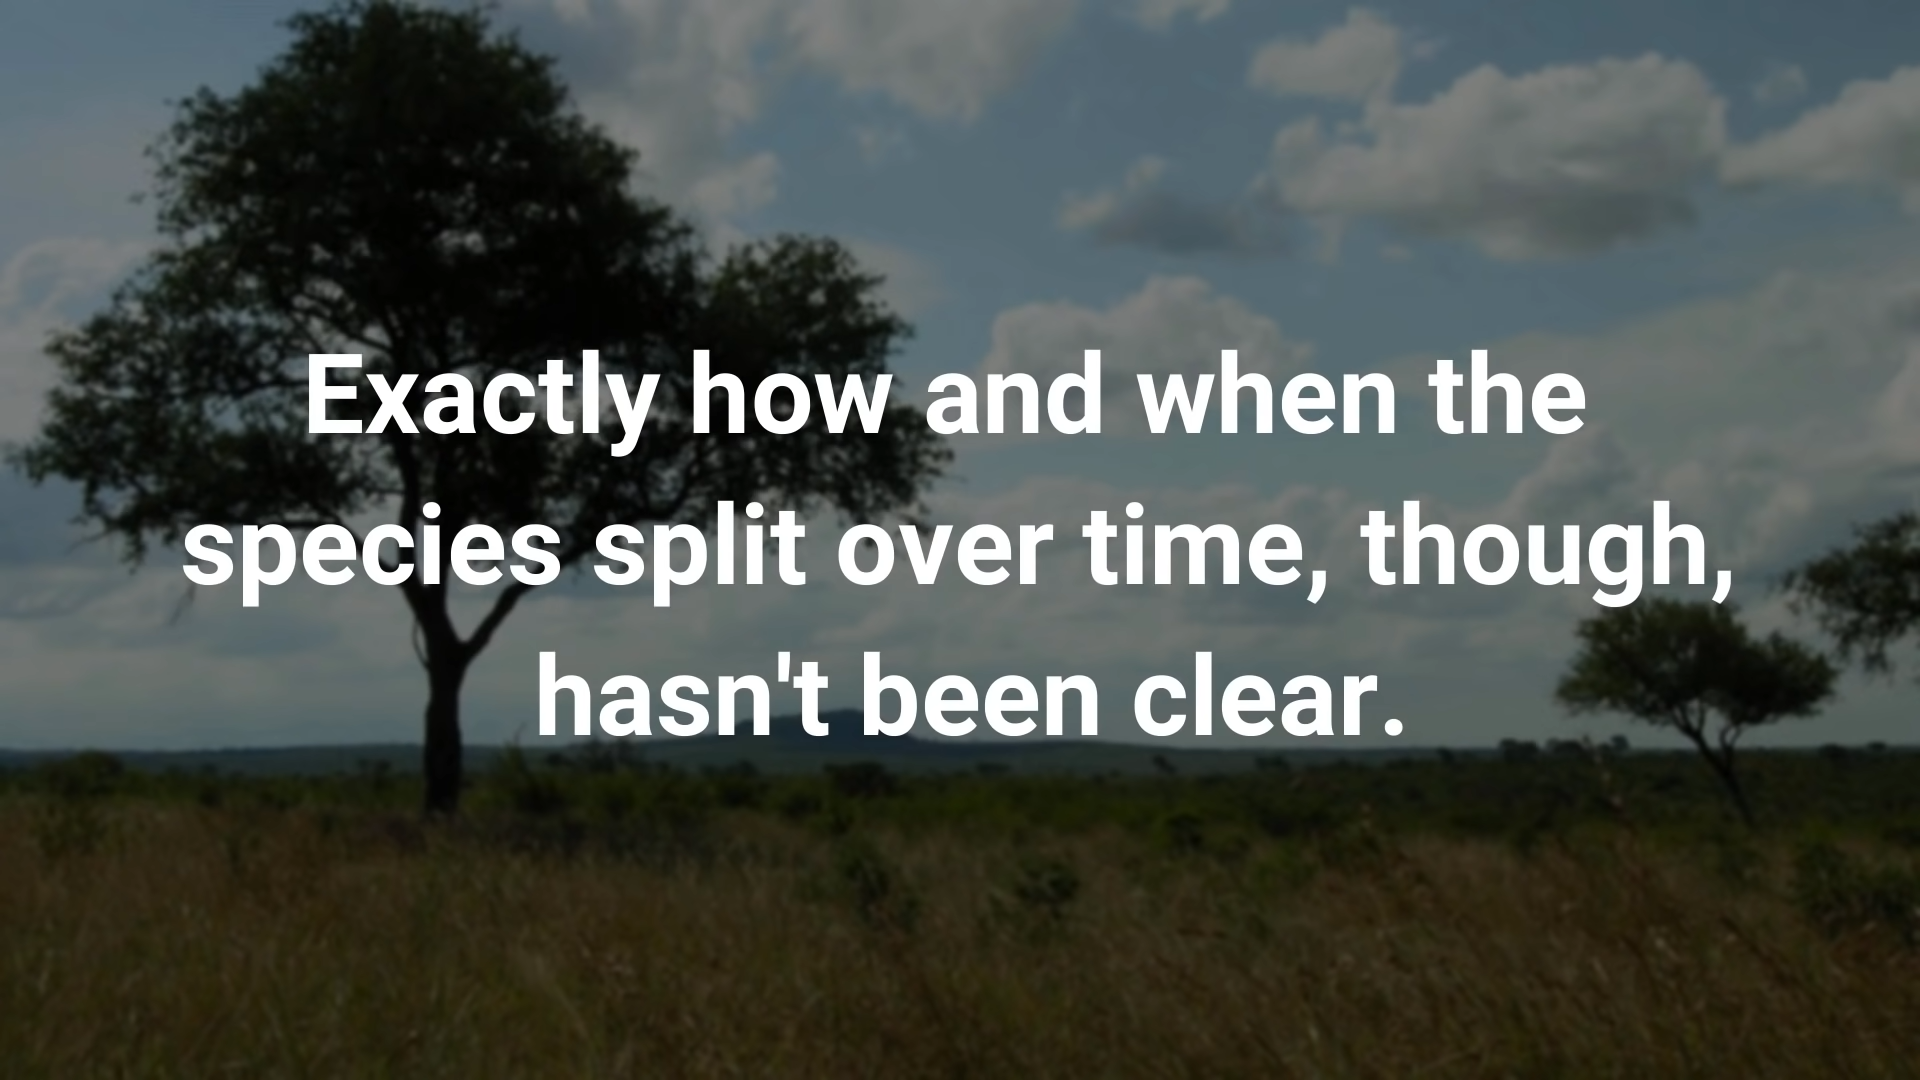 Exactly how and when the
species split over time, though,
hasn't been clear.